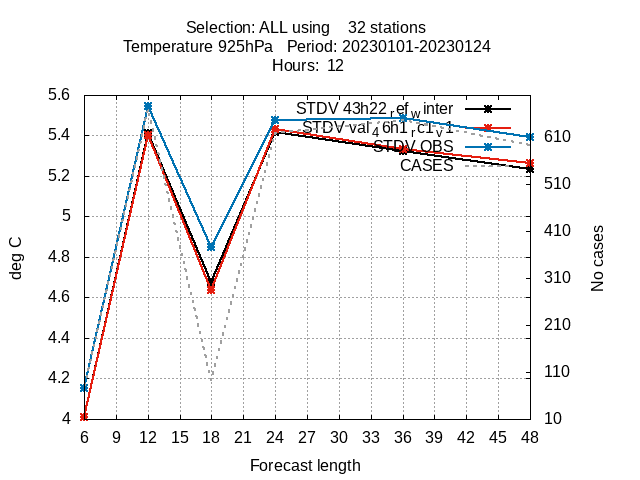 Selection: ALL using 32 stations
Temperature 925hPa Period: 20230101-20230124
Hours: 12
5.6
5.4
5.2
5
4.8
4.6
4.4
4.2
4
deg C
STDV 43h22_ref_winter
STDV val_46h1_rc1_v1
STDV OBS
CASES
610
510
410
310
210
110
10
No cases
6 9 12 15 18 21 24 27 30 33 36 39 42 45 48
Forecast length